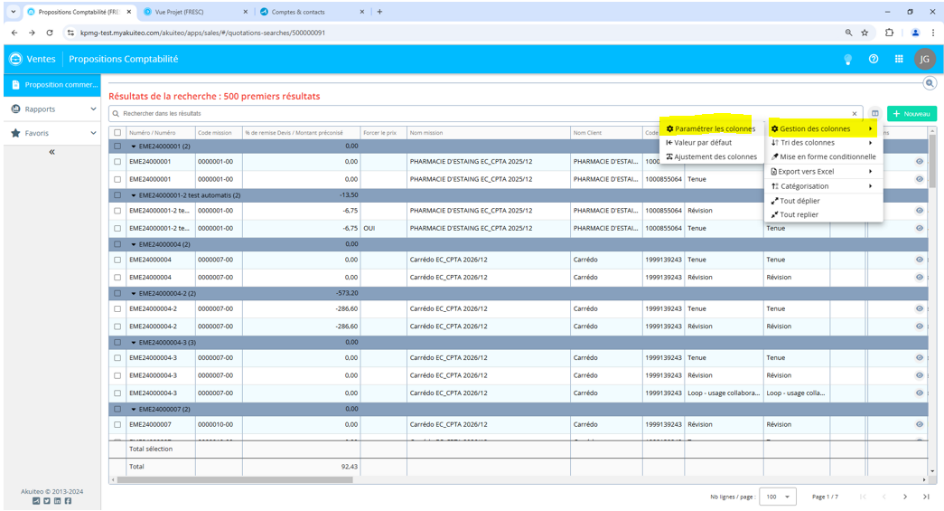 Propositions Comptabilité (FRE
Vue Projet (FRESC)
Comptes & contacts
kpmg-test.myakuiteo.com/akuiteo/apps/sales/#/quotations-searches/500000091
Ventes Propositions Comptabilité JG
Proposition commer...
Rapports
Favoris
Résultats de la recherche : 500 premiers résultats
Rechercher dans les résultats
+ Nouveau
Paramétrer les colonnes
Valeur par défaut
Ajustement des colonnes
Gestion des colonnes
Tri des colonnes
Mise en forme conditionnelle
Export vers Excel
Catégorisation
Tout déplier
Tout replier
Numéro / Numéro Code mission % de remise Devis / Montant préconisé Forcer le prix Nom mission Nom Client Code
EME24000001 (2) 0,00
EME24000001 0000001-00 0,00 PHARMACIE D'ESTAING EC_CPTA 2025/12 PHARMACIE D'ESTAI...
EME24000001 0000001-00 0,00 PHARMACIE D'ESTAING EC_CPTA 2025/12 PHARMACIE D'ESTAI... 1000855064 Tenue
EME24000001-2 test automatis (2) -13,50
EME24000001-2 te... 0000001-00 -6,75 PHARMACIE D'ESTAING EC_CPTA 2025/12 PHARMACIE D'ESTAI... 1000855064 Révision
EME24000001-2 te... 0000001-00 -6,75 OUI PHARMACIE D'ESTAING EC_CPTA 2025/12 PHARMACIE D'ESTAI... 1000855064 Tenue Tenue
EME24000004 (2) 0,00
EME24000004 0000007-00 0,00 Carrédo EC_CPTA 2026/12 Carrédo 1999139243 Tenue Tenue
EME24000004 0000007-00 0,00 Carrédo EC_CPTA 2026/12 Carrédo 1999139243 Révision Révision
EME24000004-2 (2) -573,20
EME24000004-2 0000007-00 -286,60 Carrédo EC_CPTA 2026/12 Carrédo 1999139243 Tenue Tenue
EME24000004-2 0000007-00 -286,60 Carrédo EC_CPTA 2026/12 Carrédo 1999139243 Révision Révision
EME24000004-3 (3) 0,00
EME24000004-3 0000007-00 0,00 Carrédo EC_CPTA 2026/12 Carrédo 1999139243 Tenue Tenue
EME24000004-3 0000007-00 0,00 Carrédo EC_CPTA 2026/12 Carrédo 1999139243 Révision Révision
EME24000004-3 0000007-00 0,00 Carrédo EC_CPTA 2026/12 Carrédo 1999139243 Loop - usage collabora... Loop - usage colla...
EME24000007 (2) 0,00
EME24000007 0000010-00 0,00 Carrédo EC_CPTA 2026/12 Carrédo 1999139243 Révision Révision
Total sélection
Total 92,43
Akuiteo © 2013-2024
Nb lignes / page : 100 Page 1 / 7